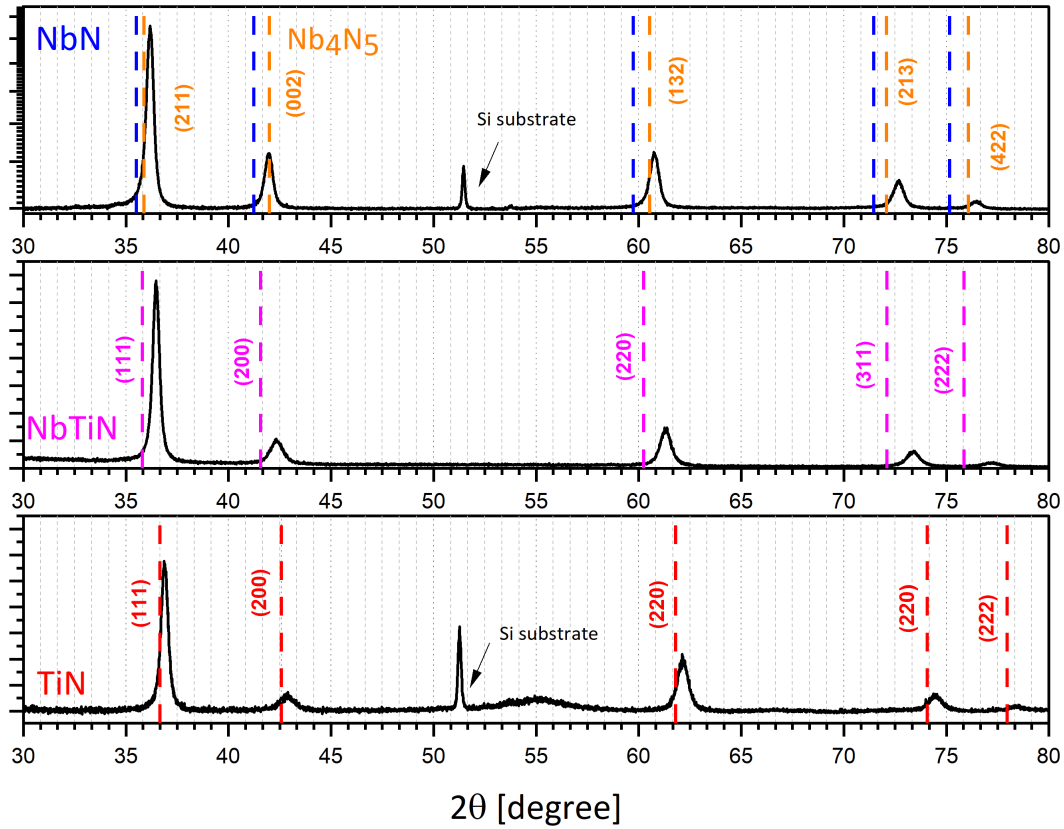 NbN
Nb4N5
(211)
(002)
Si substrate
(132)
(213)
(422)
30 35 40 45 50 55 60 65 70 75 80
(111)
(200)
(220)
(311)
(222)
NbTiN
30 35 40 45 50 55 60 65 70 75 80
(111)
(200)
Si substrate
(220)
(220)
(222)
TiN
30 35 40 45 50 55 60 65 70 75 80
2θ [degree]